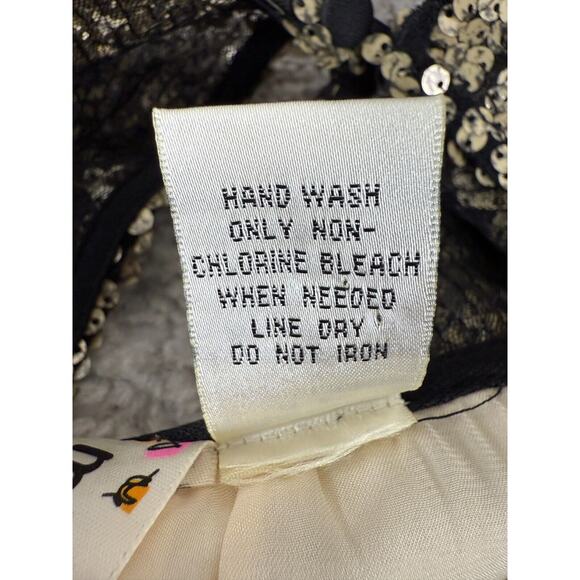 HAND WASH
ONLY NON-
CHLORINE BLEACH
WHEN NEEDED
LINE DRY
DO NOT IRON